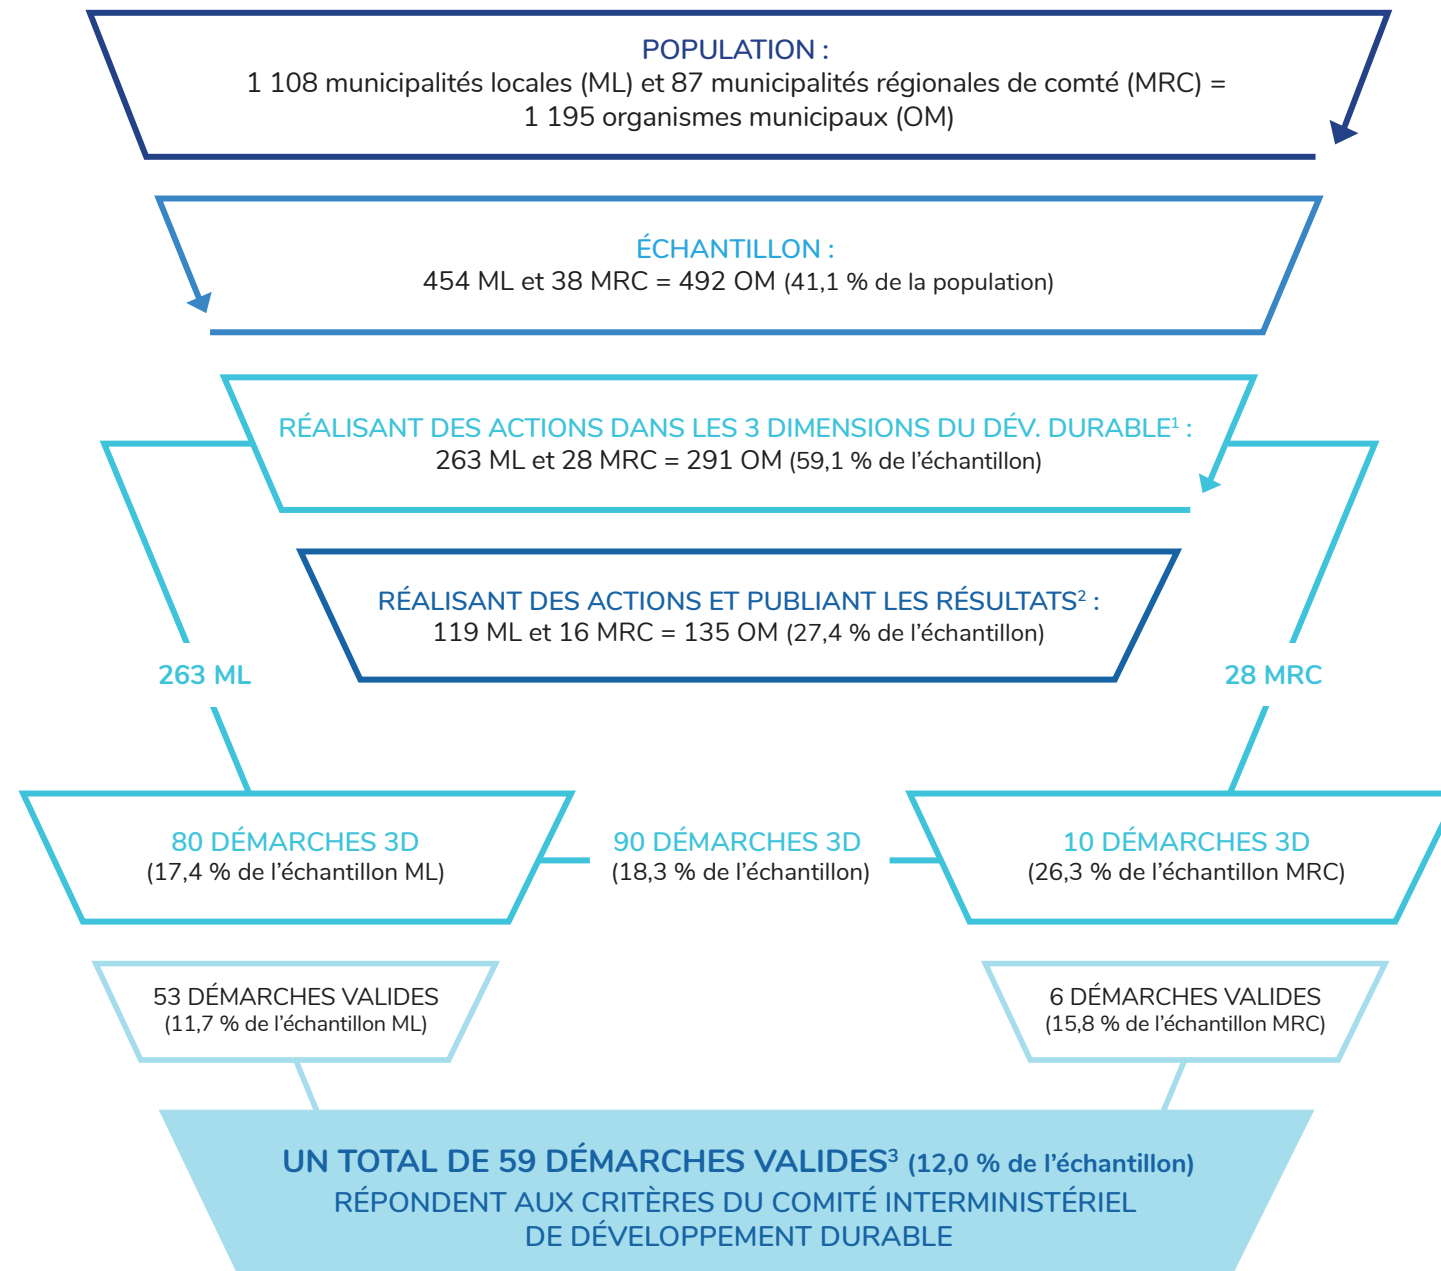 POPULATION :
1 108 municipalités locales (ML) et 87 municipalités régionales de comté (MRC) =
1 195 organismes municipaux (OM)
ÉCHANTILLON :
454 ML et 38 MRC = 492 OM (41,1 % de la population)
RÉALISANT DES ACTIONS DANS LES 3 DIMENSIONS DU DÉV. DURABLE¹ :
263 ML et 28 MRC = 291 OM (59,1 % de l’échantillon)
RÉALISANT DES ACTIONS ET PUBLIANT LES RÉSULTATS² :
119 ML et 16 MRC = 135 OM (27,4 % de l’échantillon)
263 ML
28 MRC
80 DÉMARCHES 3D
(17,4 % de l’échantillon ML)
90 DÉMARCHES 3D
(18,3 % de l’échantillon)
10 DÉMARCHES 3D
(26,3 % de l’échantillon MRC)
53 DÉMARCHES VALIDES
(11,7 % de l’échantillon ML)
6 DÉMARCHES VALIDES
(15,8 % de l’échantillon MRC)
UN TOTAL DE 59 DÉMARCHES VALIDES³ (12,0 % de l’échantillon)
RÉPONDENT AUX CRITÈRES DU COMITÉ INTERMINISTÉRIEL
DE DÉVELOPPEMENT DURABLE